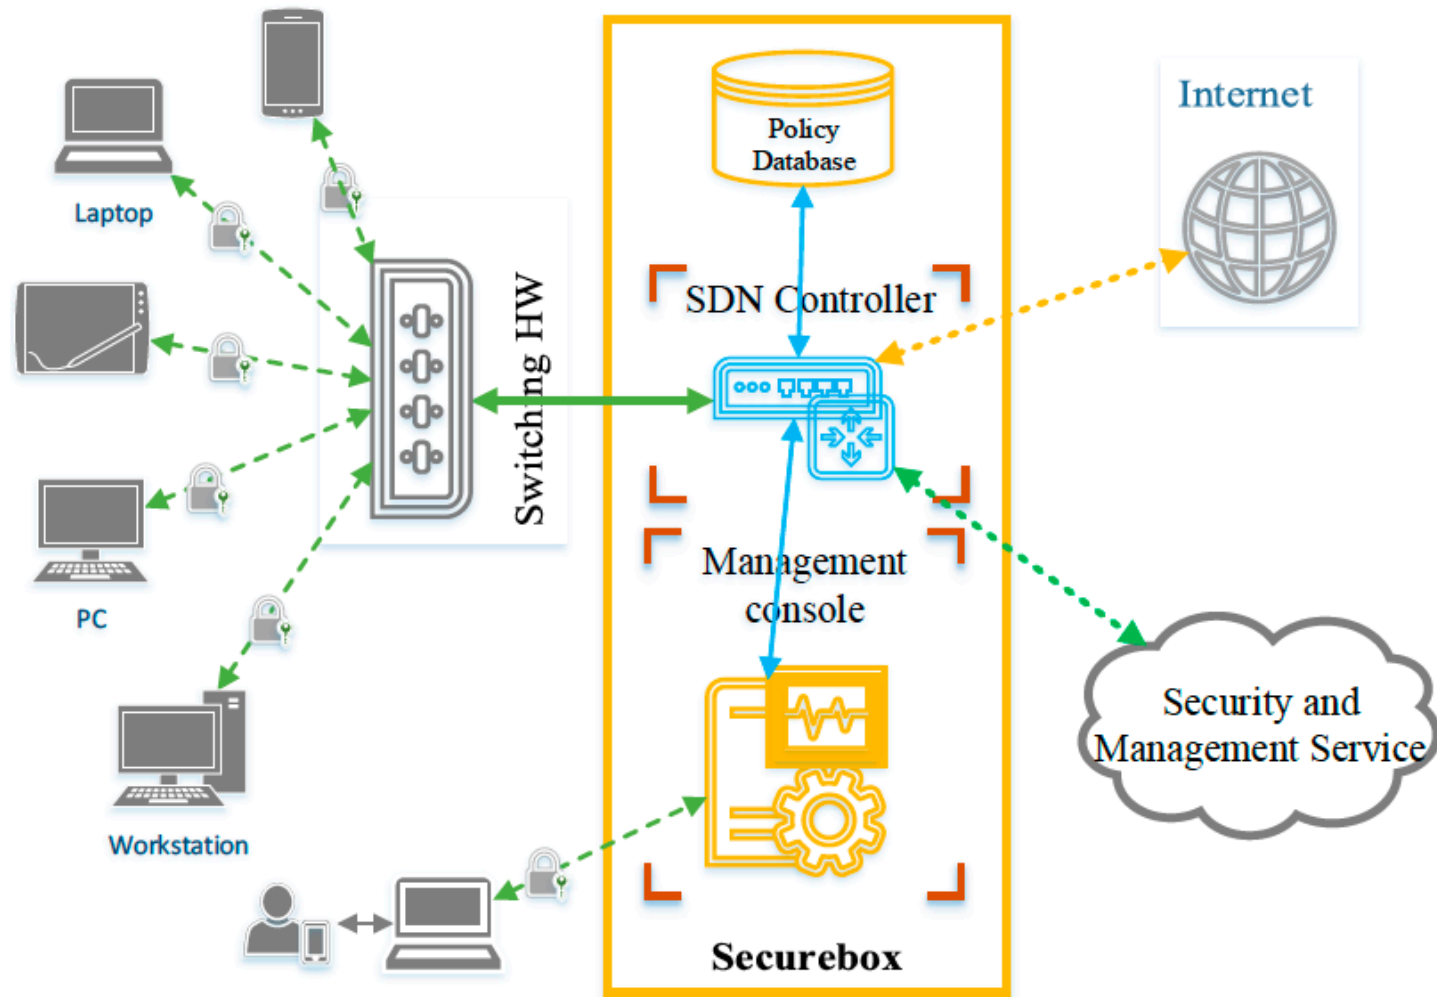 Laptop
PC
Workstation
Switching HW
Policy
Database
SDN Controller
Management
console
Securebox
Internet
Security and
Management Service